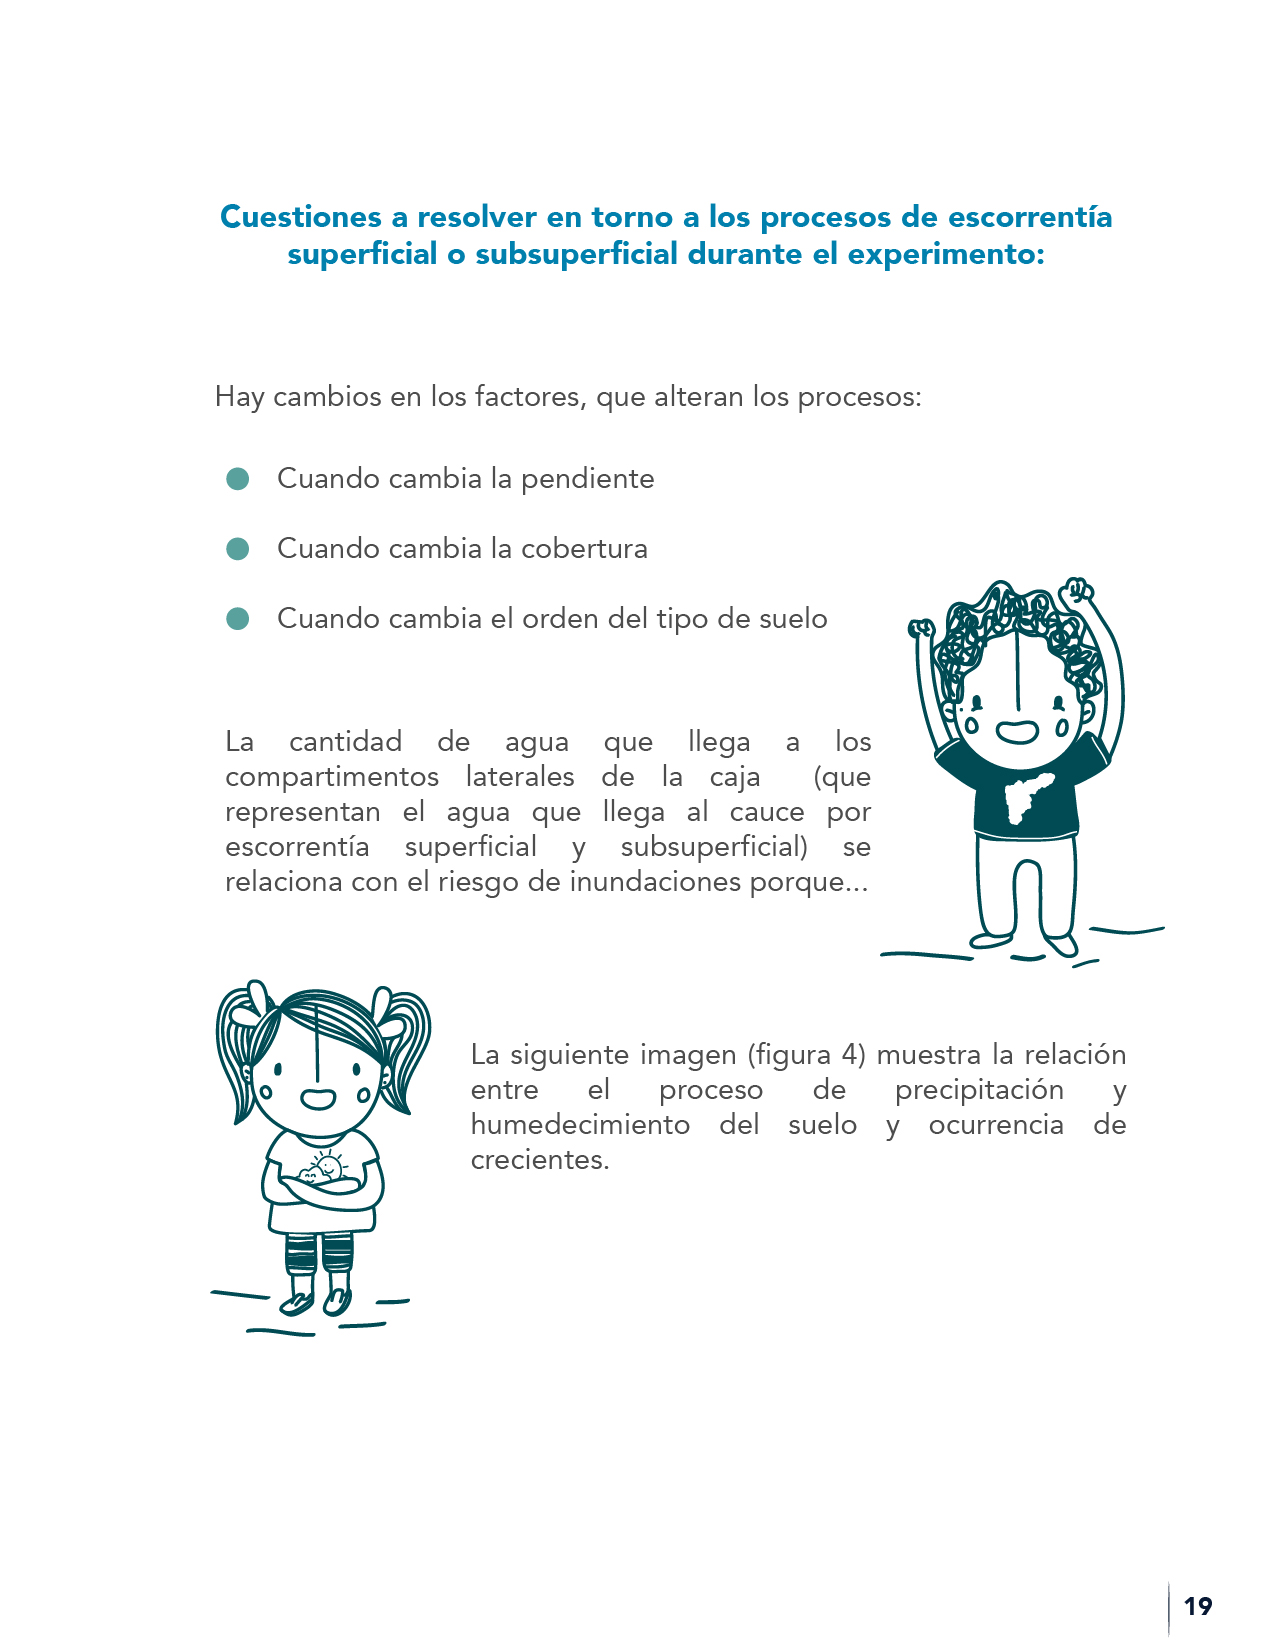 Cuestiones a resolver en torno a los procesos de escorrentía
superficial o subsuperficial durante el experimento:
Hay cambios en los factores, que alteran los procesos:
Cuando cambia la pendiente
Cuando cambia la cobertura
Cuando cambia el orden del tipo de suelo
La cantidad de agua que llega a los
compartimentos laterales de la caja (que
representan el agua que llega al cauce por
escorrentía superficial y subsuperficial) se
relaciona con el riesgo de inundaciones porque...
La siguiente imagen (figura 4) muestra la relación
entre el proceso de precipitación y
humedecimiento del suelo y ocurrencia de
crecientes.
19